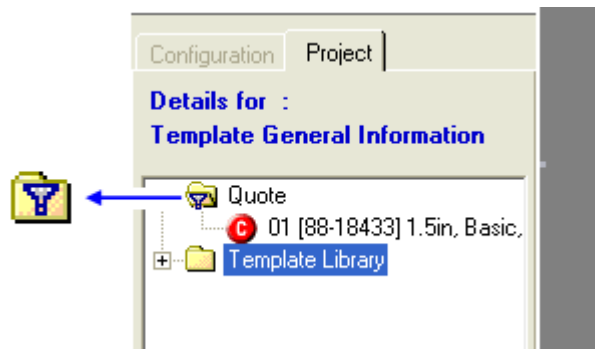 Configuration Project
Details for :
Template General Information
Quote
C 01 [88-18433] 1.5in, Basic,
Template Library